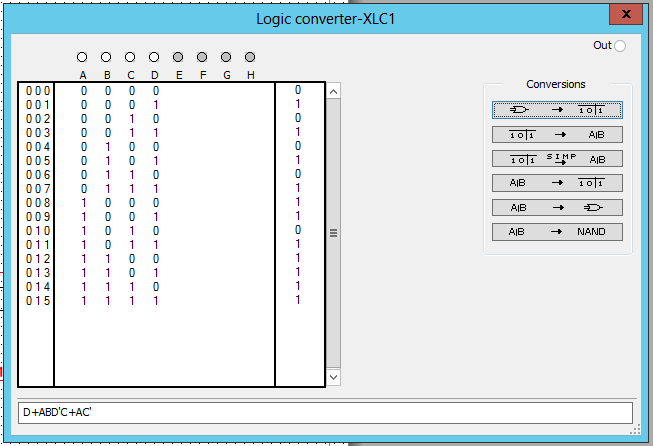 Logic converter-XLC1
x
Out
A B C D E F G H
000 0 0 0 0 0
001 0 0 0 1 1
002 0 0 1 0 0
003 0 0 1 1 1
004 0 1 0 0 0
005 0 1 0 1 1
006 0 1 1 0 0
007 0 1 1 1 1
008 1 0 0 0 1
009 1 0 0 1 1
010 1 0 1 0 0
011 1 0 1 1 1
012 1 1 0 0 1
013 1 1 0 1 1
014 1 1 1 0 1
015 1 1 1 1 1
Conversions
→ 1 0 1
1 0 1 → A|B
1 0 1 SIMP → A|B
A|B → 1 0 1
A|B →
A|B → NAND
D+ABD'C+AC'